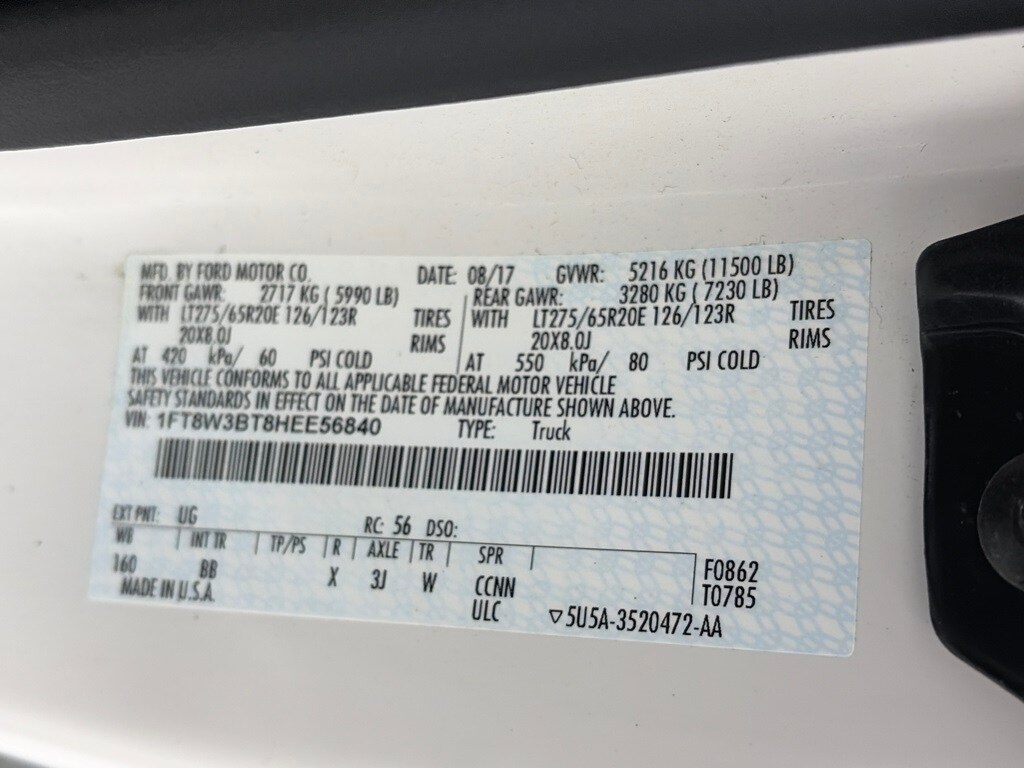 MFD. BY FORD MOTOR CO. DATE: 08/17 GVWR: 5216 KG (11500 LB)
FRONT GAWR: 2717 KG ( 5990 LB) REAR GAWR: 3280 KG ( 7230 LB)
WITH LT275/65R20E 126/123R TIRES WITH LT275/65R20E 126/123R TIRES
20X8.0J RIMS 20X8.0J RIMS
AT 420 kPa/ 60 PSI COLD AT 550 kPa/ 80 PSI COLD
THIS VEHICLE CONFORMS TO ALL APPLICABLE FEDERAL MOTOR VEHICLE
SAFETY STANDARDS IN EFFECT ON THE DATE OF MANUFACTURE SHOWN ABOVE.
VIN: 1FT8W3BT8HEE56840 TYPE: Truck
EXT PNT: UG RC: 56 DSO:
WB INT TR TP/PS R AXLE TR SPR F0862
160 BB X 3J W CCNN T0785
MADE IN U.S.A. ULC ▽5U5A-3520472-AA